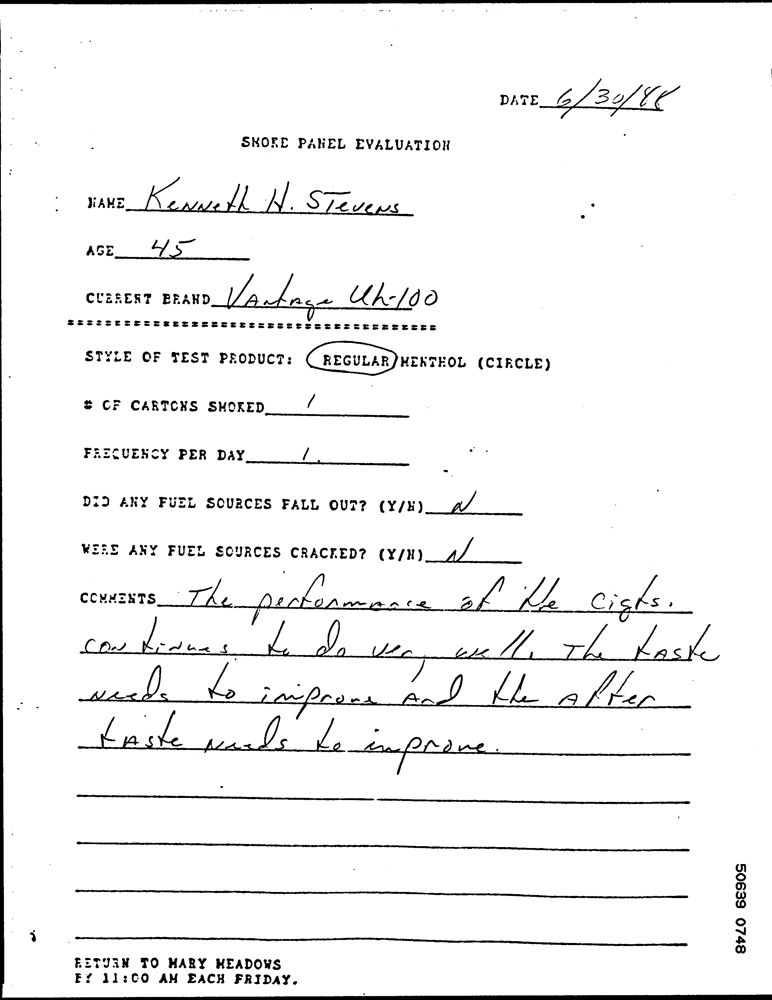 DATE 6/30/88
SMOKE PANEL EVALUATION
NAME Kenneth H. Stevens
AGE 45
CURRENT BRAND Vantage Ult-100
STYLE OF TEST PRODUCT: REGULAR/MENTHOL (CIRCLE)
# OF CARTONS SMOKED 1
FREQUENCY PER DAY 1.
DID ANY FUEL SOURCES FALL OUT? (Y/N) N
WERE ANY FUEL SOURCES CRACKED? (Y/N) N
COMMENTS The performance of the cigts.
continues to do very well. The taste
needs to improve and the after
taste needs to improve.
RETURN TO MARY MEADOWS
BY 11:00 AM EACH FRIDAY.
50639 0748